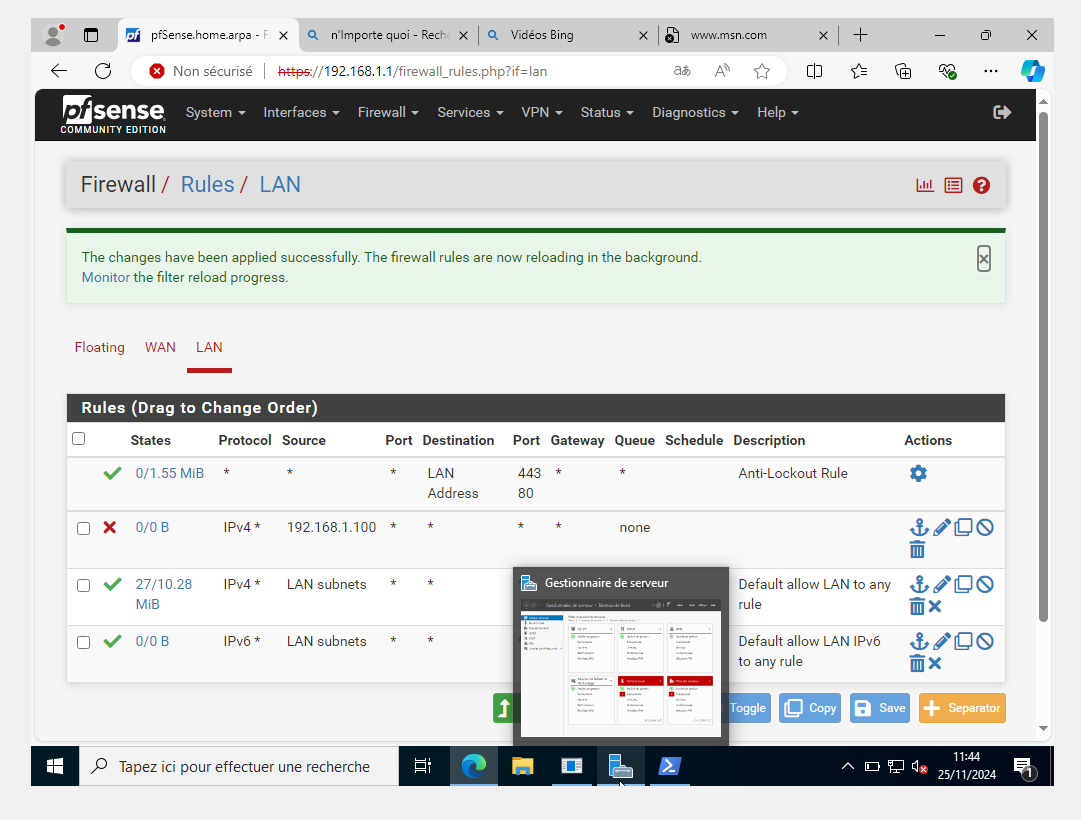 pfSense.home.arpa - F
n'Importe quoi - Reche
Vidéos Bing
www.msn.com
Non sécurisé
https://192.168.1.1/firewall_rules.php?if=lan
pfsense
COMMUNITY EDITION
System
Interfaces
Firewall
Services
VPN
Status
Diagnostics
Help
Firewall / Rules / LAN
The changes have been applied successfully. The firewall rules are now reloading in the background.
Monitor the filter reload progress.
Floating WAN LAN
Rules (Drag to Change Order)
States Protocol Source Port Destination Port Gateway Queue Schedule Description Actions
0/1.55 MiB * * * LAN Address 443 80 * * Anti-Lockout Rule
0/0 B IPv4 * 192.168.1.100 * * * * none
27/10.28 MiB IPv4 * LAN subnets * * Default allow LAN to any rule
0/0 B IPv6 * LAN subnets * * Default allow LAN IPv6 to any rule
Gestionnaire de serveur
Toggle Copy Save Separator
Tapez ici pour effectuer une recherche
11:44
25/11/2024
1